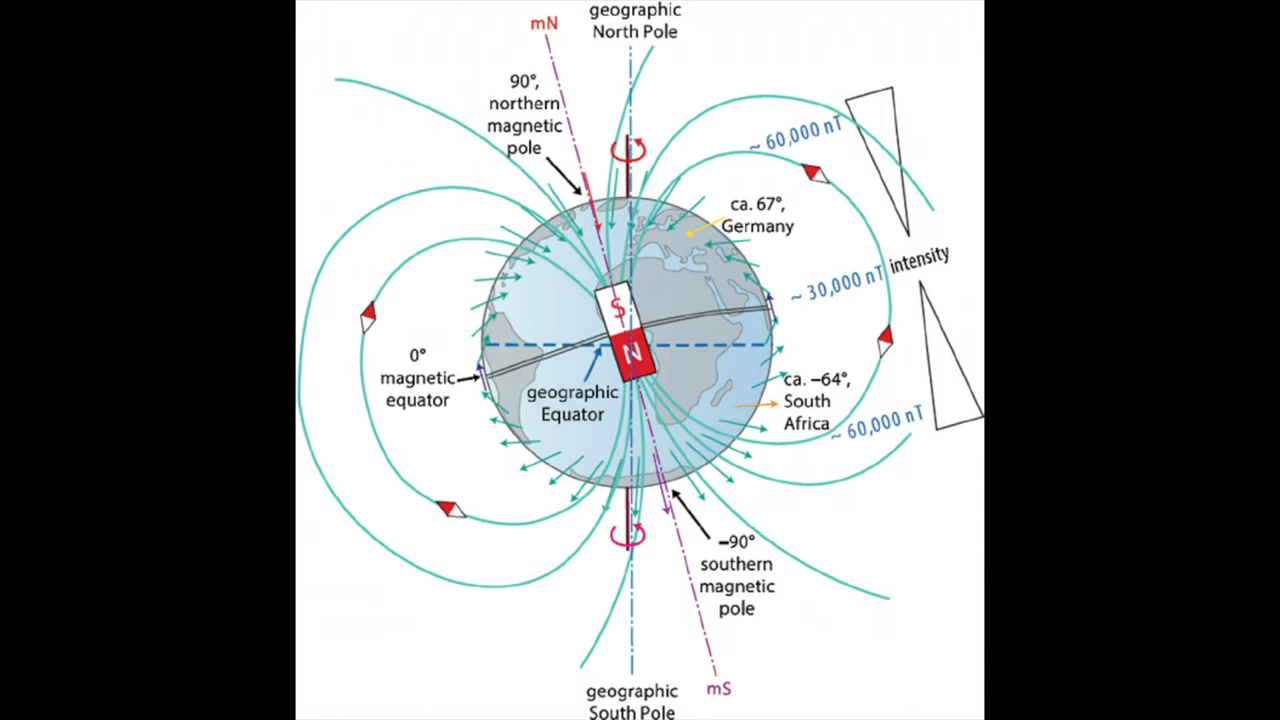 geographic
North Pole
mN
90°,
northern
magnetic
pole
~ 60,000 nT
ca. 67°,
Germany
intensity
~ 30,000 nT
S
N
0°
magnetic
equator
geographic
Equator
ca. –64°,
South
Africa
~ 60,000 nT
–90°
southern
magnetic
pole
mS
geographic
South Pole